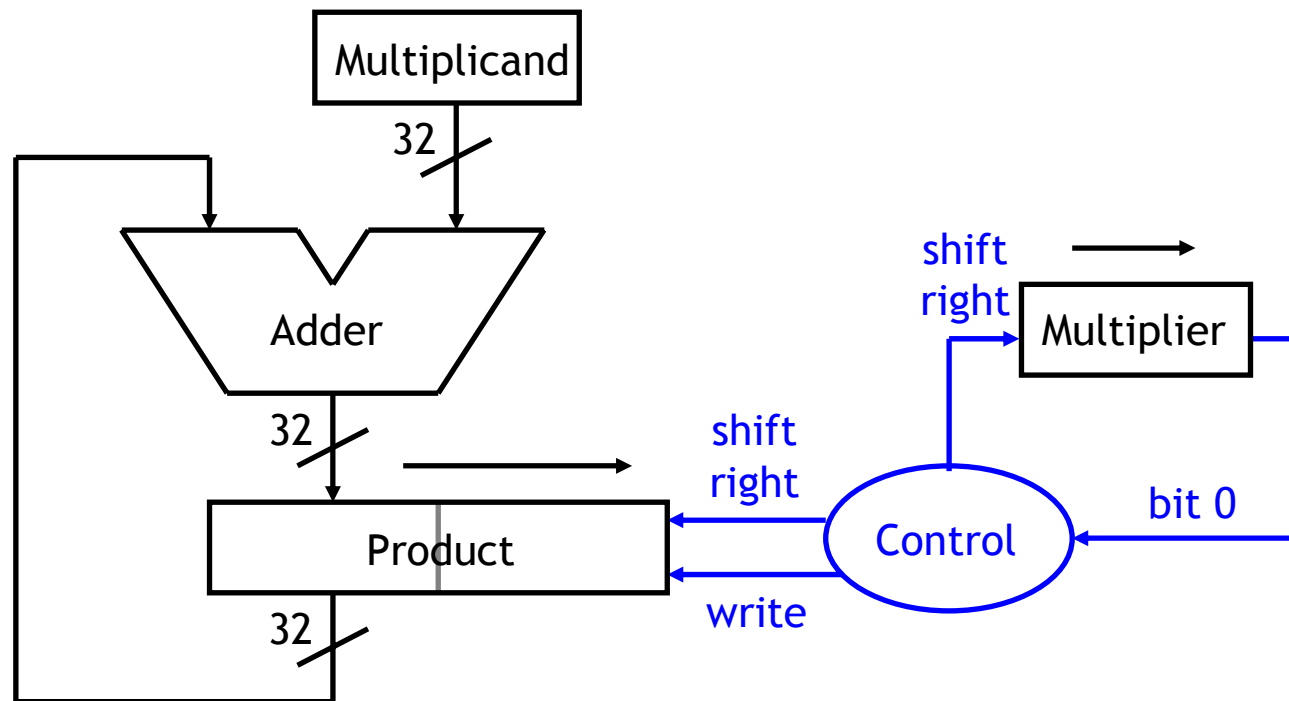 Multiplicand
32
shift
right
Multiplier
Adder
32
shift
right
bit 0
Control
Product
write
32